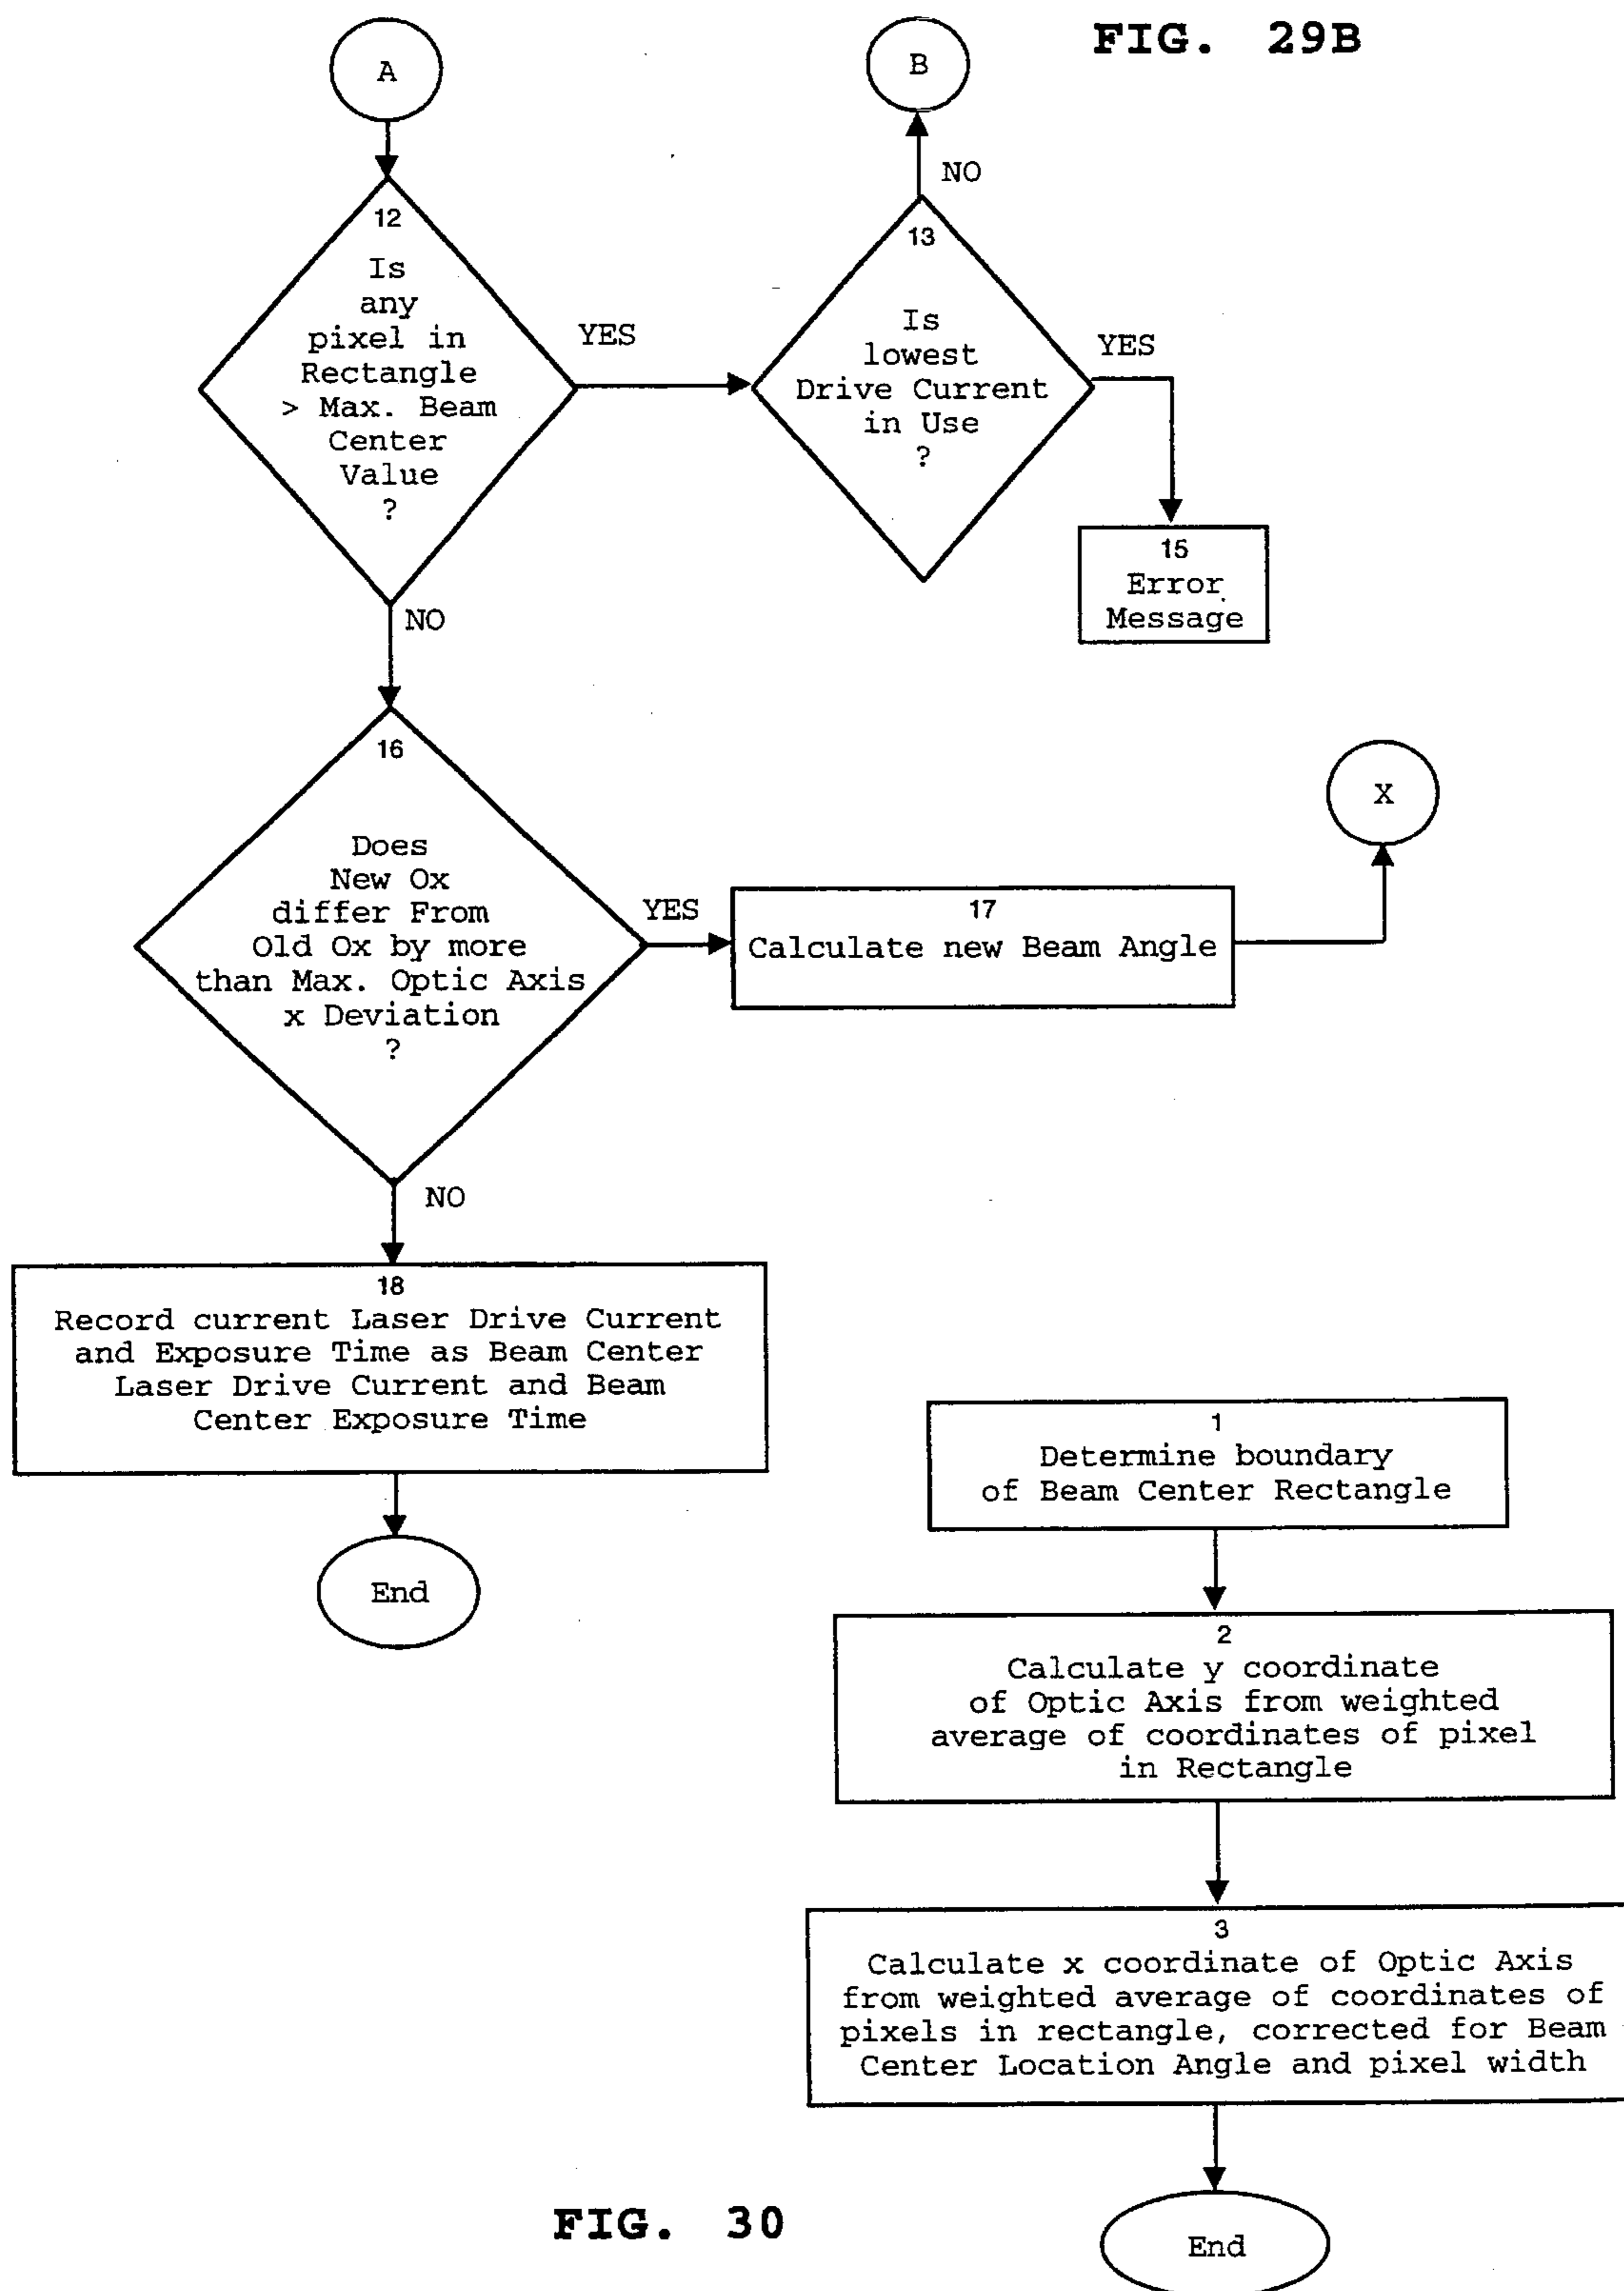 FIG. 29B
A
B
NO
12
Is
any
pixel in
Rectangle
> Max. Beam
Center
Value
?
YES
13
Is
lowest
Drive Current
in Use
?
YES
15
Error
Message
NO
16
Does
New Ox
differ From
Old Ox by more
than Max. Optic Axis
x Deviation
?
YES
17
Calculate new Beam Angle
X
NO
18
Record current Laser Drive Current
and Exposure Time as Beam Center
Laser Drive Current and Beam
Center Exposure Time
End
1
Determine boundary
of Beam Center Rectangle
2
Calculate y coordinate
of Optic Axis from weighted
average of coordinates of pixel
in Rectangle
3
Calculate x coordinate of Optic Axis
from weighted average of coordinates of
pixels in rectangle, corrected for Beam
Center Location Angle and pixel width
End
FIG. 30